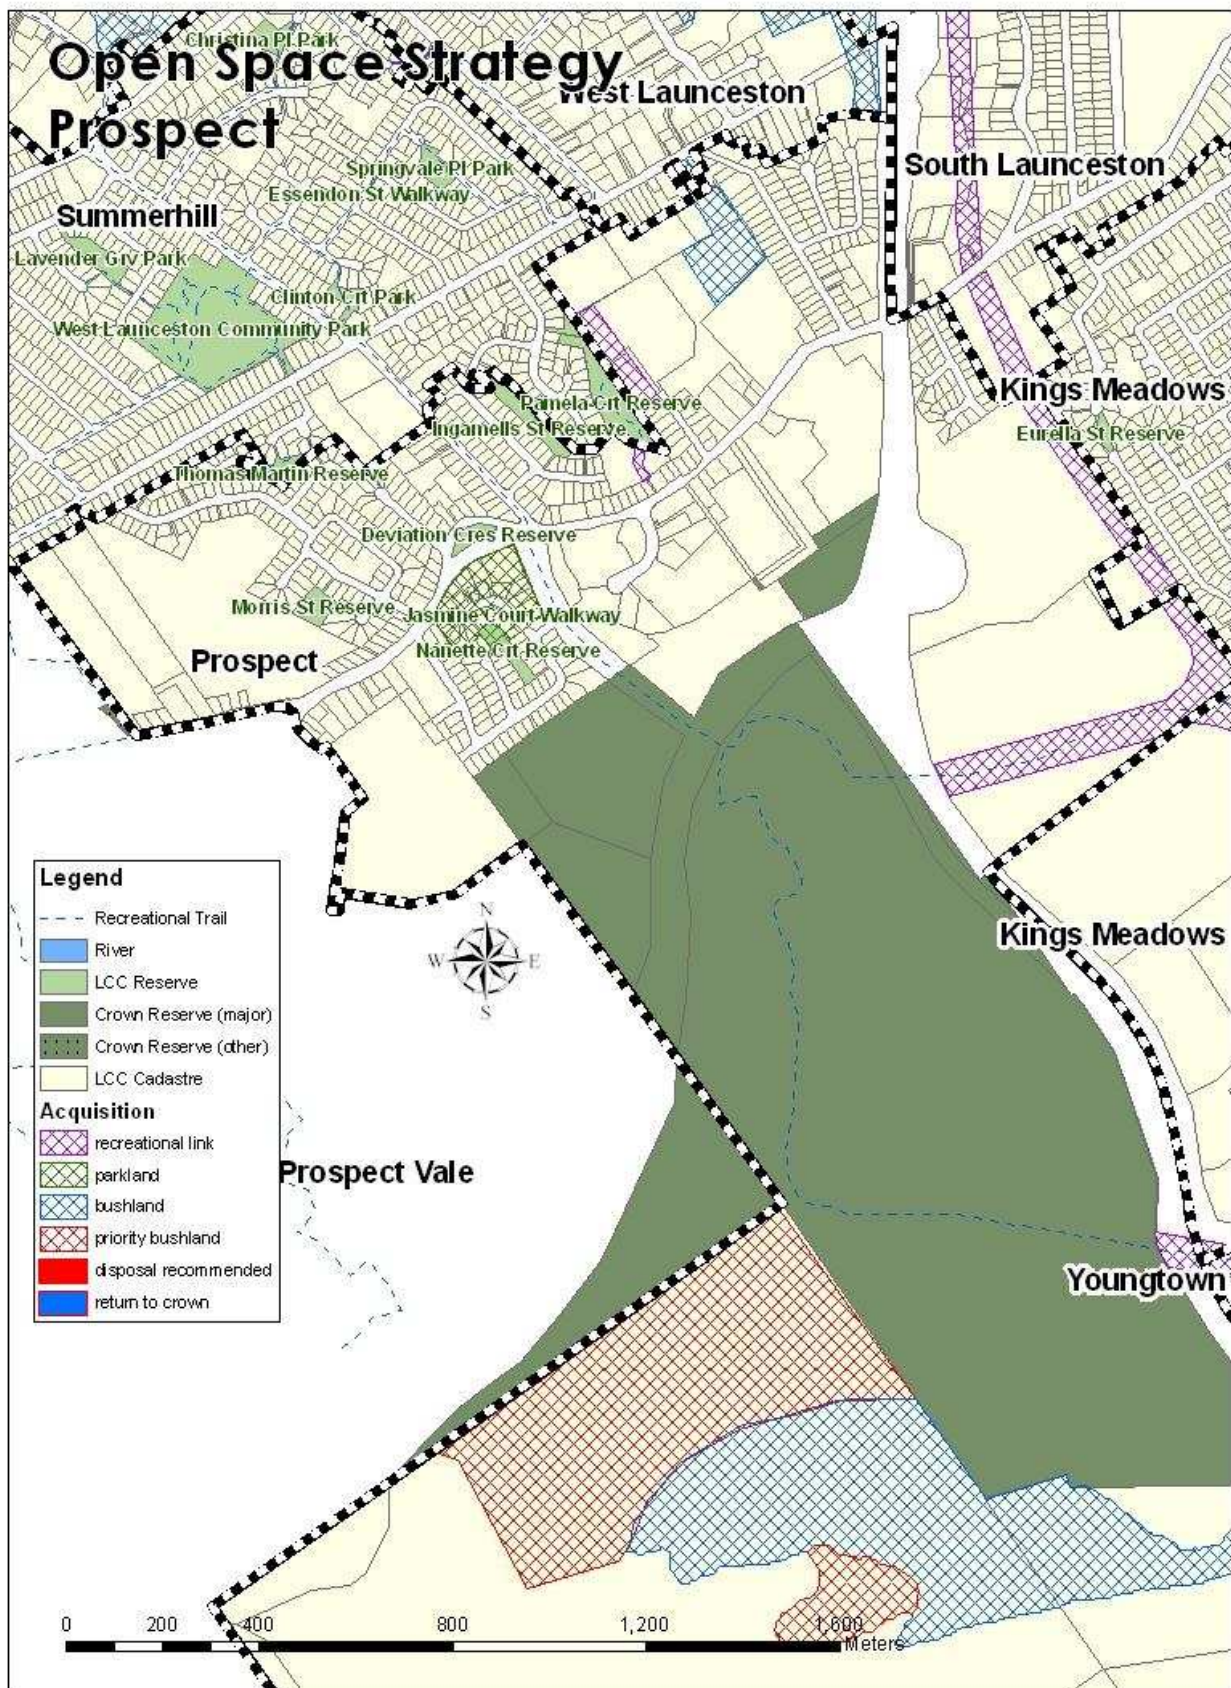 Christina Pl Park
Open Space Strategy
Prospect
West Launceston
South Launceston
Springvale Pl Park
Essendon St Walkway
Summerhill
Lavender Grv Park
Clinton Crt Park
West Launceston Community Park
Kings Meadows
Pamela Crt Reserve
Ingamells St Reserve
Eurella St Reserve
Thomas Martin Reserve
Deviation Cres Reserve
Morris St Reserve
Jasmine Court Walkway
Nanette Crt Reserve
Prospect
Legend
Recreational Trail
River
LCC Reserve
Crown Reserve (major)
Crown Reserve (other)
LCC Cadastre
Acquisition
recreational link
parkland
bushland
priority bushland
disposal recommended
return to crown
N
W E
S
Kings Meadows
Prospect Vale
Youngtown
0 200 400 800 1,200 1,600
Meters